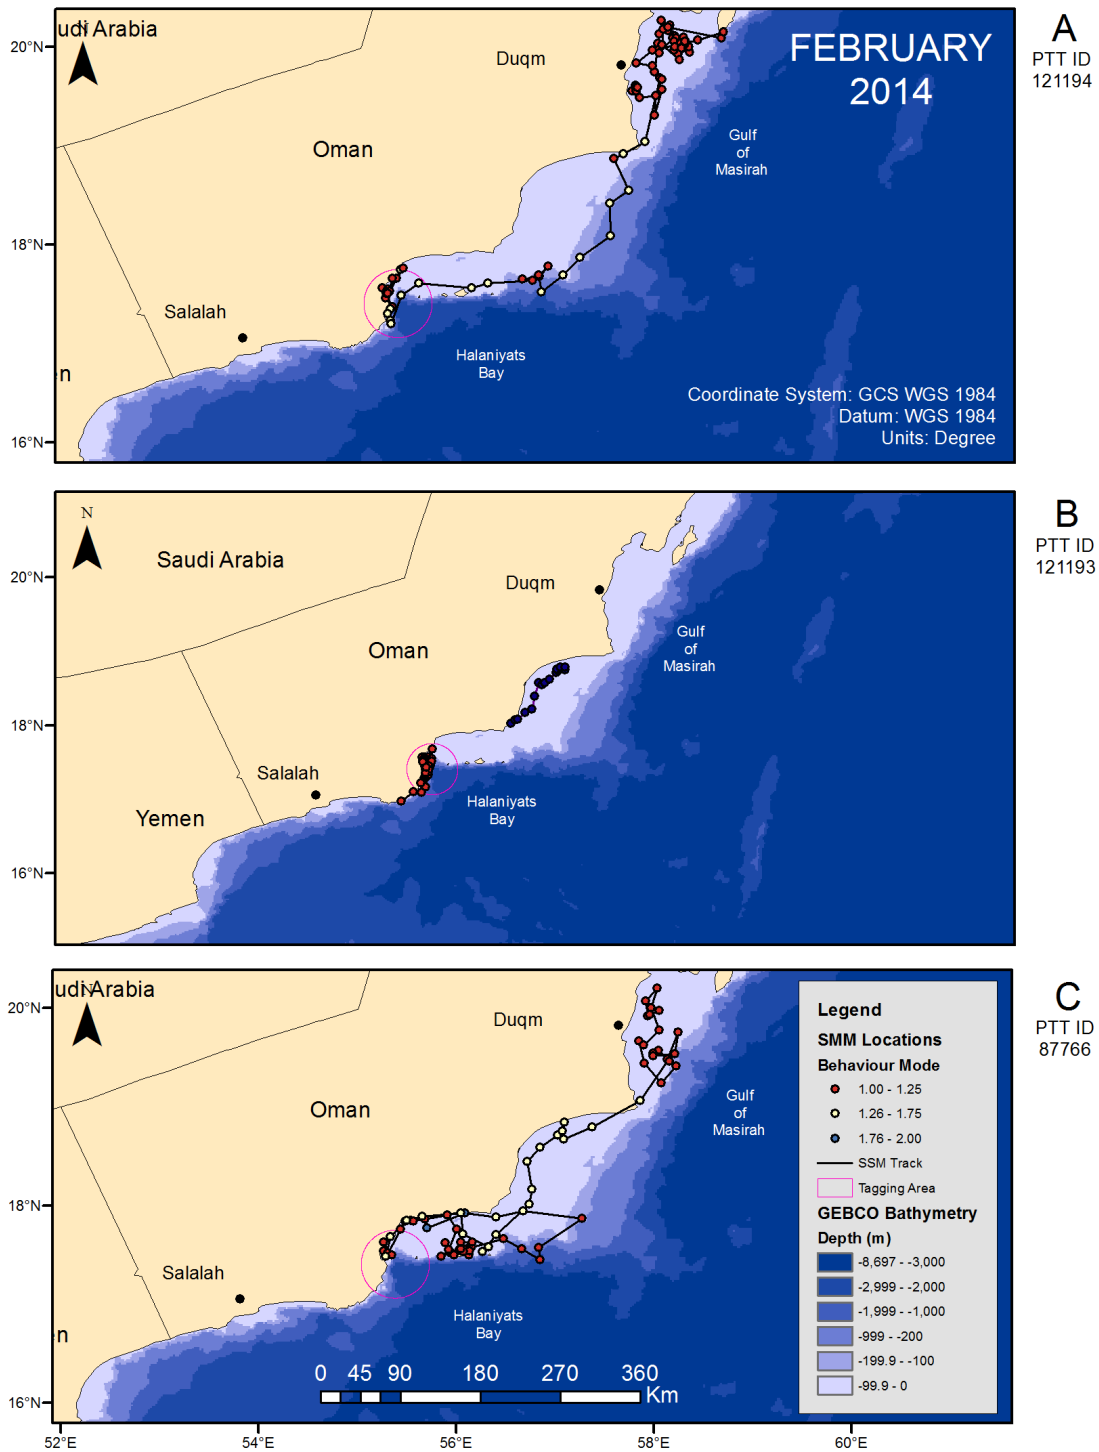 udi Arabia
N
20°N
18°N
16°N
Duqm
Oman
Salalah
n
FEBRUARY
2014
Gulf
of
Masirah
Halaniyats
Bay
Coordinate System: GCS WGS 1984
Datum: WGS 1984
Units: Degree
A
PTT ID
121194
N
Saudi Arabia
20°N
18°N
16°N
Duqm
Oman
Salalah
Yemen
Gulf
of
Masirah
Halaniyats
Bay
B
PTT ID
121193
udi Arabia
N
20°N
18°N
16°N
Duqm
Oman
Salalah
n
Gulf
of
Masirah
Halaniyats
Bay
0 45 90 180 270 360
Km
52°E 54°E 56°E 58°E 60°E
Legend
SMM Locations
Behaviour Mode
1.00 - 1.25
1.26 - 1.75
1.76 - 2.00
SSM Track
Tagging Area
GEBCO Bathymetry
Depth (m)
-8,697 - -3,000
-2,999 - -2,000
-1,999 - -1,000
-999 - -200
-199.9 - -100
-99.9 - 0
C
PTT ID
87766